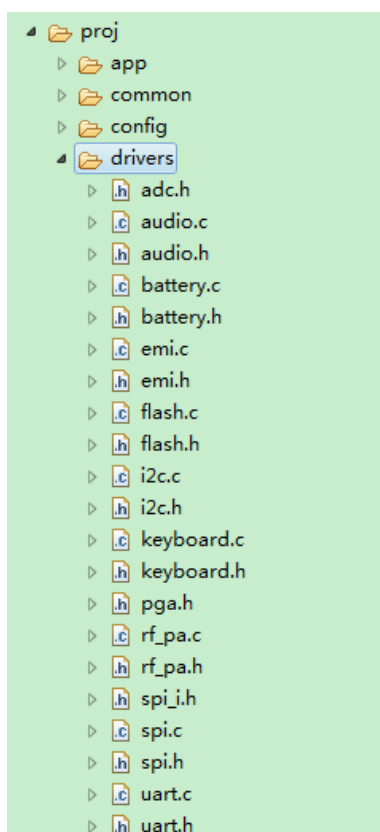 proj
app
common
config
drivers
adc.h
audio.c
audio.h
battery.c
battery.h
emi.c
emi.h
flash.c
flash.h
i2c.c
i2c.h
keyboard.c
keyboard.h
pga.h
rf_pa.c
rf_pa.h
spi_i.h
spi.c
spi.h
uart.c
uart.h